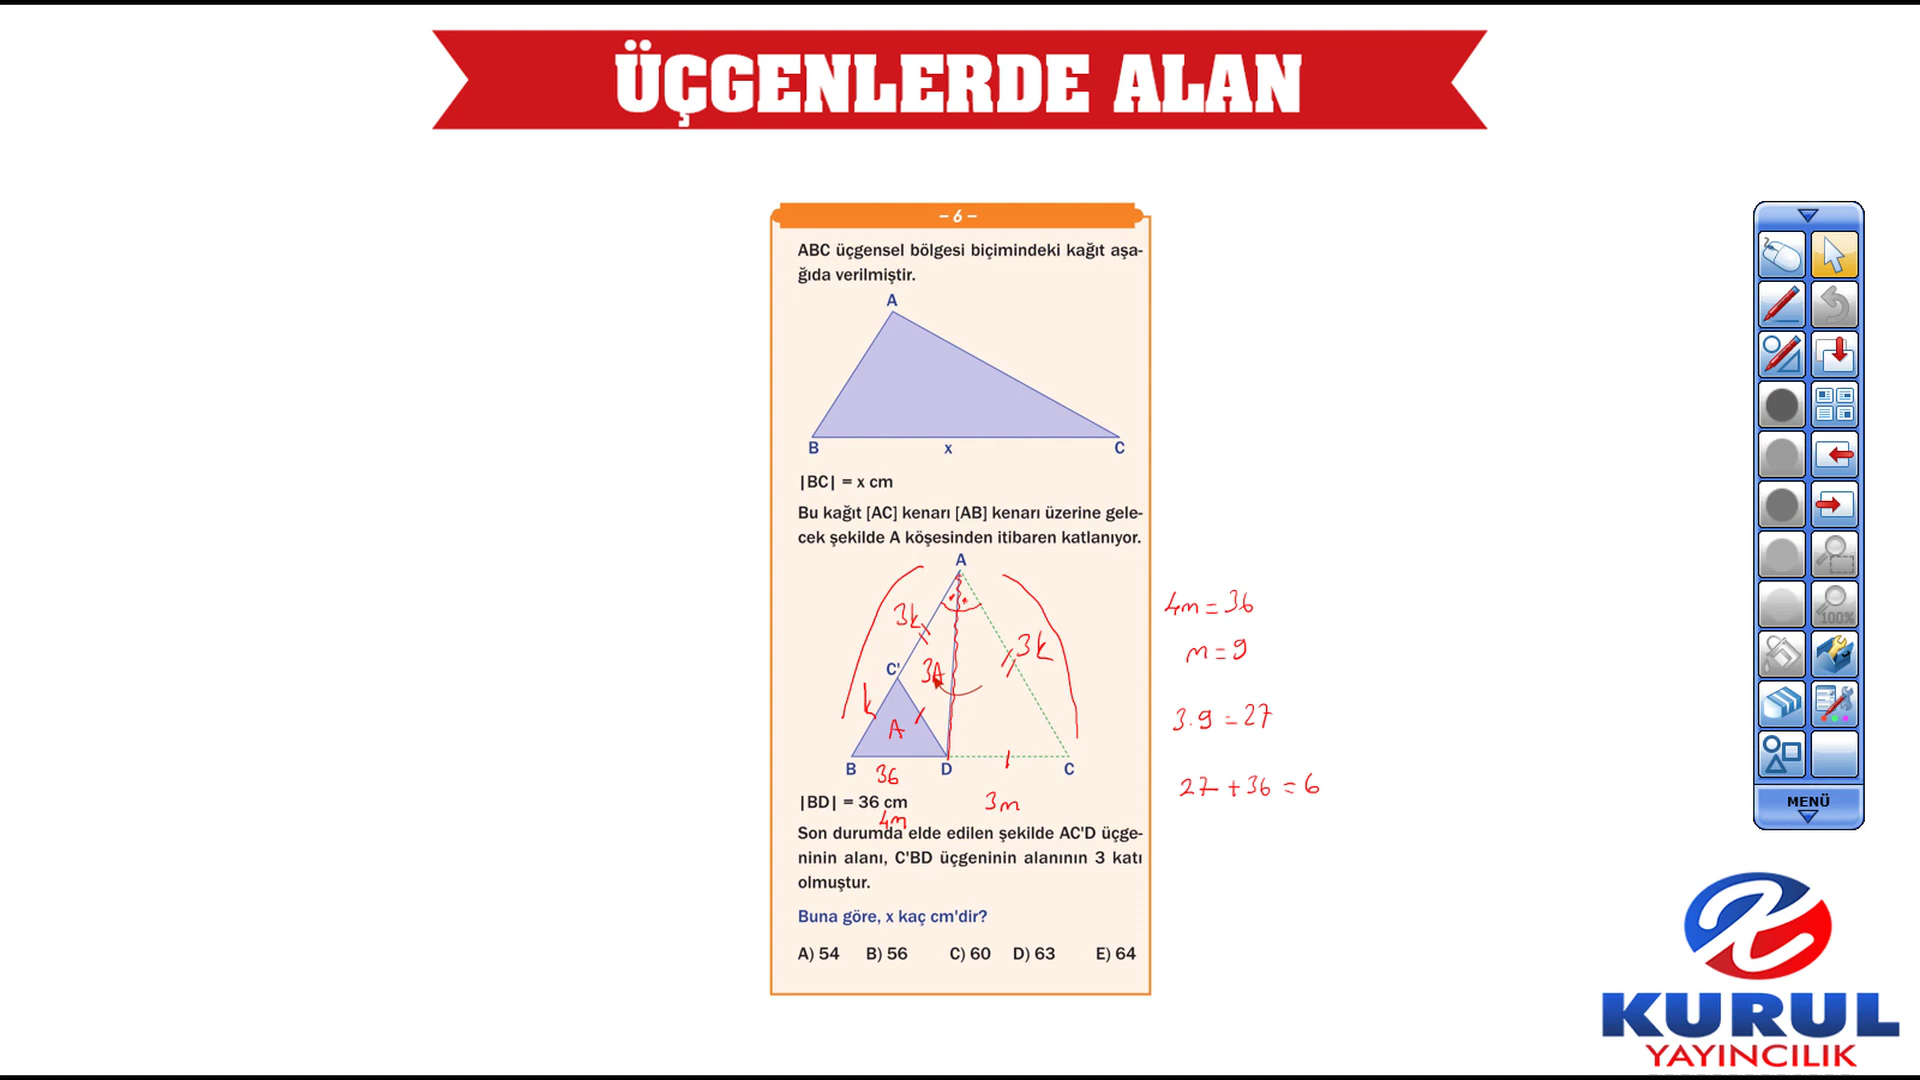 ÜÇGENLERDE ALAN
– 6 –
ABC üçgensel bölgesi biçimindeki kağıt aşa-
ğıda verilmiştir.
A
B
x
C
|BC| = x cm
Bu kağıt [AC] kenarı [AB] kenarı üzerine gele-
cek şekilde A köşesinden itibaren katlanıyor.
A
3k
3k
C'
3A
k
A
B
36
D
C
|BD| = 36 cm
3m
4m
Son durumda elde edilen şekilde AC'D üçge-
ninin alanı, C'BD üçgeninin alanının 3 katı
olmuştur.
Buna göre, x kaç cm'dir?
A) 54 B) 56 C) 60 D) 63 E) 64
4m = 36
m = 9
3.9 = 27
27 + 36 = 6
100%
MENÜ
KURUL
YAYINCILIK